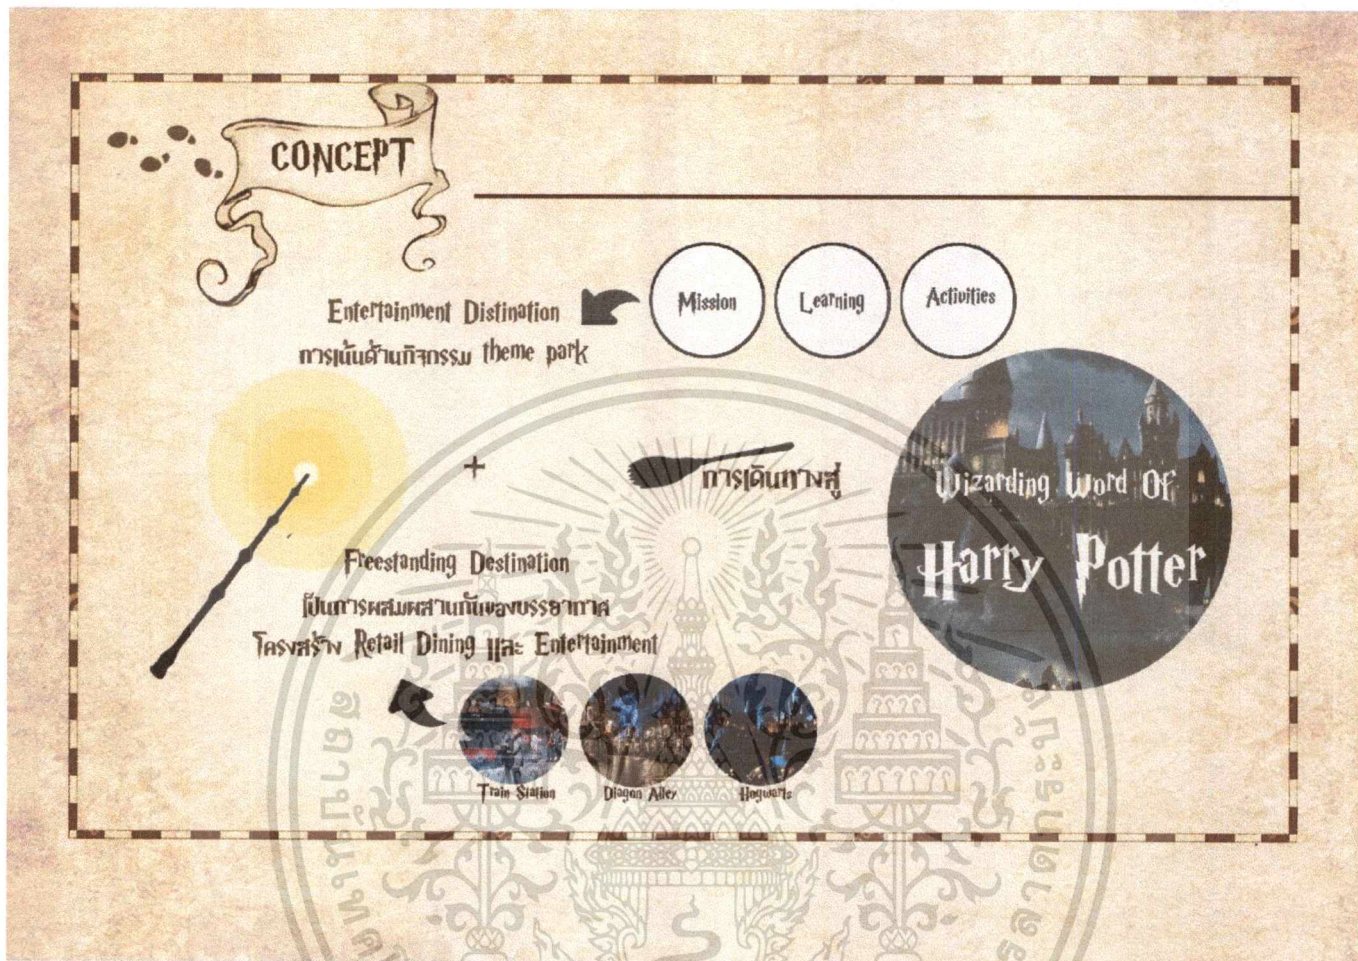 CONCEPT
Mission
Learning
Activities
Entertainment Distination
การเน้นด้านกิจกรรม theme park
+
การเดินทางสู่
Wizarding Word Of
Harry Potter
Freestanding Destination
เป็นการผสมผสานกันของบรรยากาศ
โครงสร้าง Retail Dining และ Entertainment
Train Station
Diagon Alley
Hogwarts